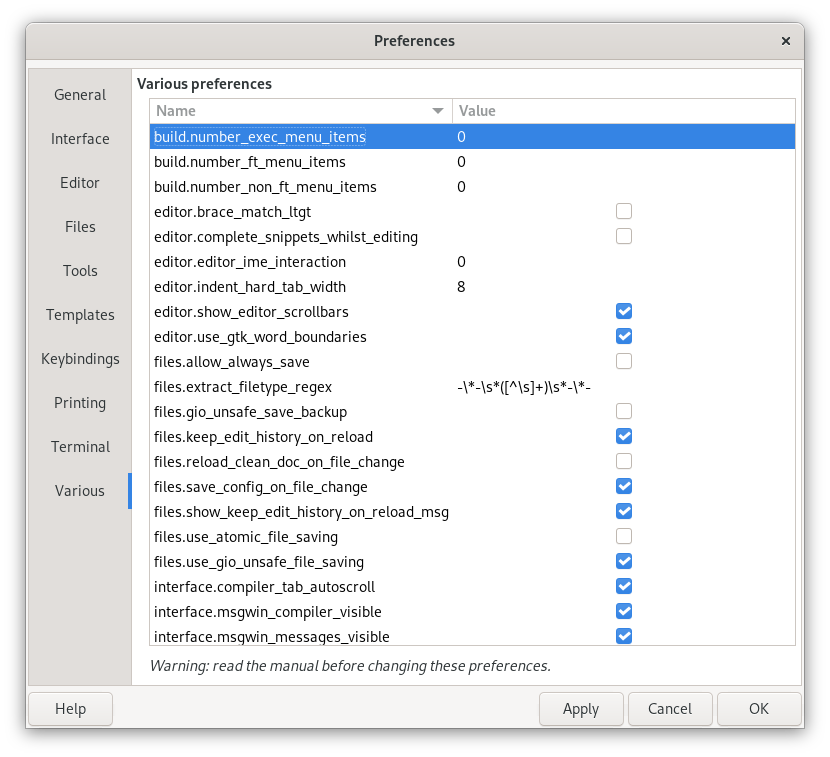 Preferences
General
Interface
Editor
Files
Tools
Templates
Keybindings
Printing
Terminal
Various
Various preferences
Name Value
build.number_exec_menu_items 0
build.number_ft_menu_items 0
build.number_non_ft_menu_items 0
editor.brace_match_ltgt
editor.complete_snippets_whilst_editing
editor.editor_ime_interaction 0
editor.indent_hard_tab_width 8
editor.show_editor_scrollbars
editor.use_gtk_word_boundaries
files.allow_always_save
files.extract_filetype_regex -\*-\s*([^\s]+)\s*-\*-
files.gio_unsafe_save_backup
files.keep_edit_history_on_reload
files.reload_clean_doc_on_file_change
files.save_config_on_file_change
files.show_keep_edit_history_on_reload_msg
files.use_atomic_file_saving
files.use_gio_unsafe_file_saving
interface.compiler_tab_autoscroll
interface.msgwin_compiler_visible
interface.msgwin_messages_visible
Warning: read the manual before changing these preferences.
Help Apply Cancel OK